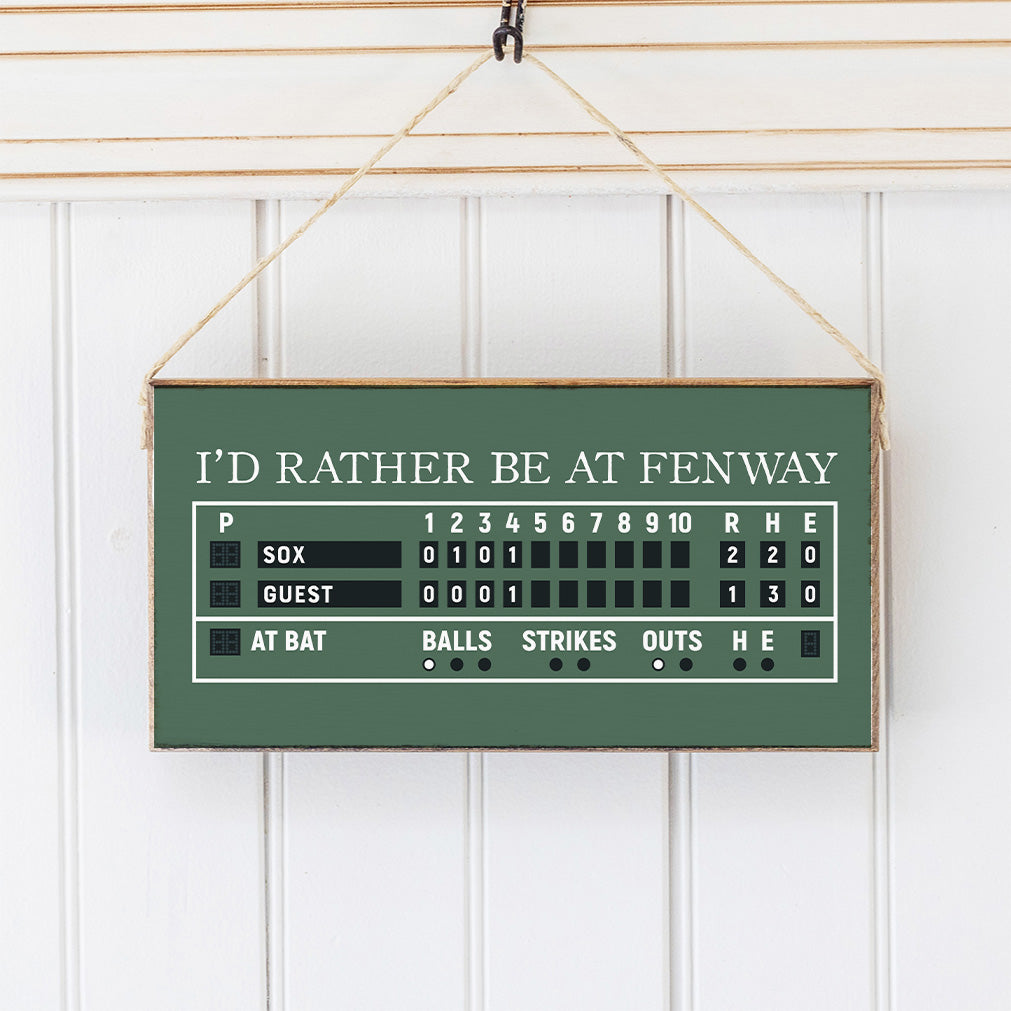 I'D RATHER BE AT FENWAY
P 1 2 3 4 5 6 7 8 9 10 R H E
SOX 0 1 0 1 2 2 0
GUEST 0 0 0 1 1 3 0
AT BAT BALLS STRIKES OUTS H E